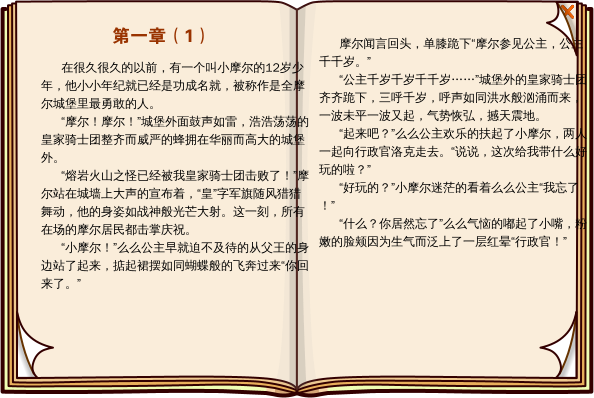 第一章（1）
在很久很久的以前，有一个叫小摩尔的12岁少
年，他小小年纪就已经是功成名就，被称作是全摩
尔城堡里最勇敢的人。
“摩尔！摩尔！”城堡外面鼓声如雷，浩浩荡荡的
皇家骑士团整齐而威严的蜂拥在华丽而高大的城堡
外。
“熔岩火山之怪已经被我皇家骑士团击败了！”摩
尔站在城墙上大声的宣布着，“皇”字军旗随风猎猎
舞动，他的身姿如战神般光芒大射。这一刻，所有
在场的摩尔居民都击掌庆祝。
“小摩尔！”么么公主早就迫不及待的从父王的身
边站了起来，掂起裙摆如同蝴蝶般的飞奔过来“你回
来了。”
摩尔闻言回头，单膝跪下“摩尔参见公主，公主
千千岁。”
“公主千岁千岁千千岁······”城堡外的皇家骑士团
齐齐跪下，三呼千岁，呼声如同洪水般汹涌而来，
一波未平一波又起，气势恢弘，撼天震地。
“起来吧？”么么公主欢乐的扶起了小摩尔，两人
一起向行政官洛克走去。“说说，这次给我带什么好
玩的啦？”
“好玩的？”小摩尔迷茫的看着么么公主“我忘了
！”
“什么？你居然忘了”么么气恼的嘟起了小嘴，粉
嫩的脸颊因为生气而泛上了一层红晕“行政官！”